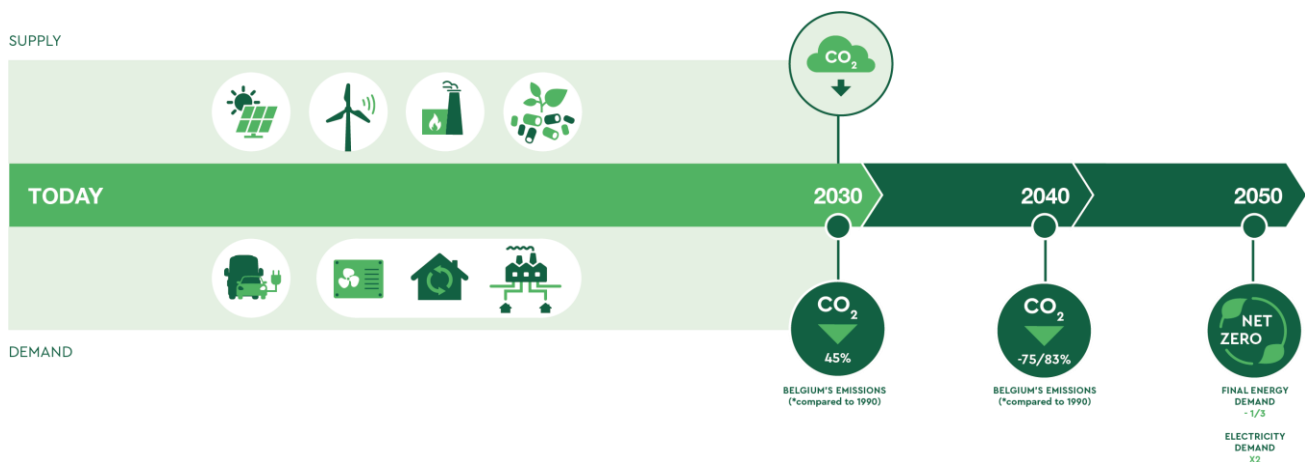 SUPPLY
CO2
TODAY
2030
2040
2050
DEMAND
CO2
45%
BELGIUM'S EMISSIONS
(*compared to 1990)
CO2
-75/83%
BELGIUM'S EMISSIONS
(*compared to 1990)
NET
ZERO
FINAL ENERGY
DEMAND
- 1/3
ELECTRICITY
DEMAND
X2